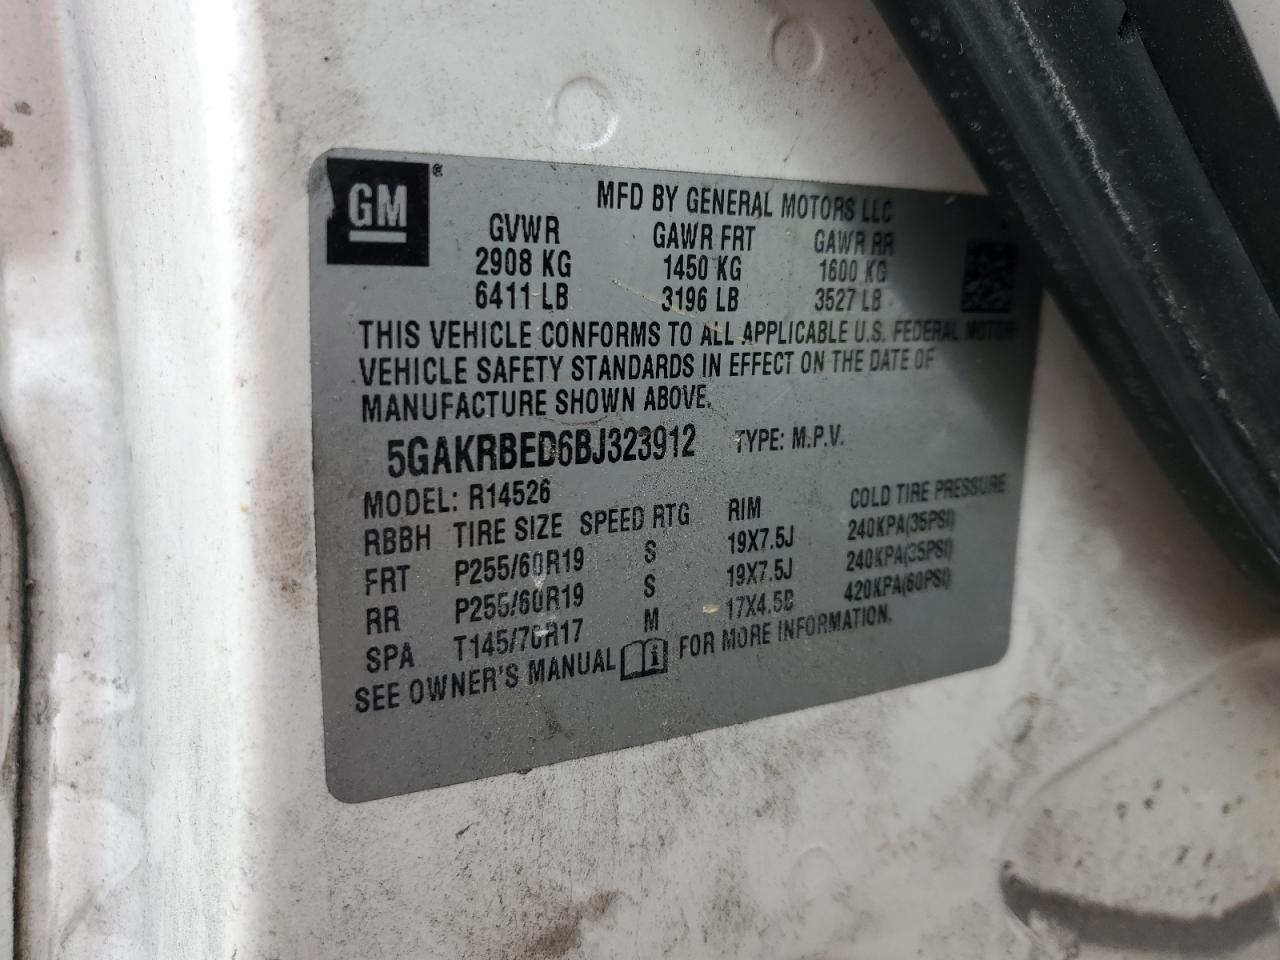 GM®
MFD BY GENERAL MOTORS LLC
GVWR GAWR FRT GAWR RR
2908 KG 1450 KG 1600 KG
6411 LB 3196 LB 3527 LB
THIS VEHICLE CONFORMS TO ALL APPLICABLE U.S. FEDERAL MOTOR
VEHICLE SAFETY STANDARDS IN EFFECT ON THE DATE OF
MANUFACTURE SHOWN ABOVE.
5GAKRBED6BJ323912 TYPE: M.P.V.
MODEL: R14526
RBBH TIRE SIZE SPEED RTG RIM COLD TIRE PRESSURE
FRT P255/60R19 S 19X7.5J 240KPA(35PSI)
RR P255/60R19 S 19X7.5J 240KPA(35PSI)
SPA T145/70R17 M 17X4.5B 420KPA(60PSI)
SEE OWNER'S MANUAL FOR MORE INFORMATION.